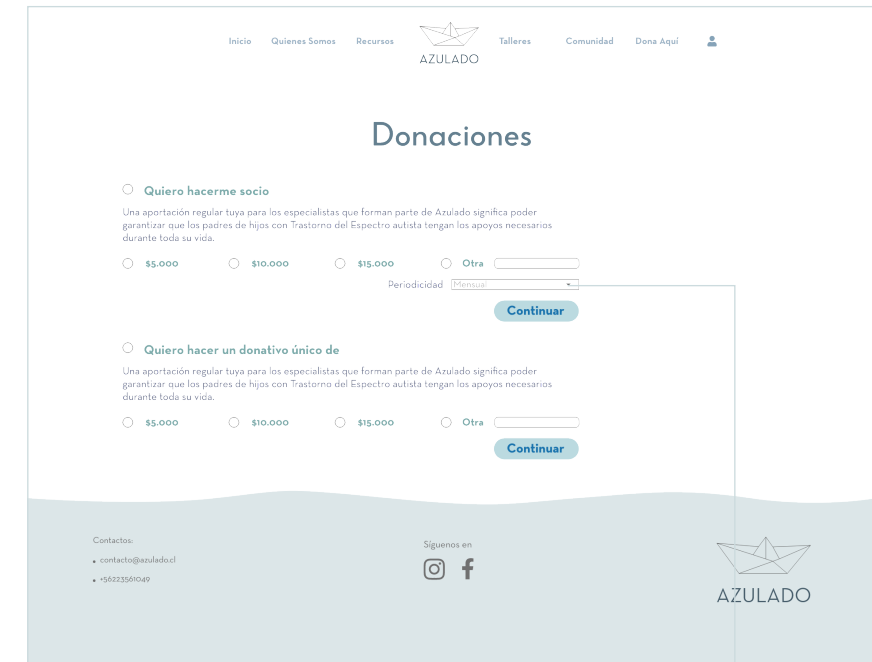 Inicio Quienes Somos Recursos Talleres Comunidad Dona Aquí
AZULADO
Donaciones
Quiero hacerme socio
Una aportación regular tuya para los especialistas que forman parte de Azulado significa poder
garantizar que los padres de hijos con Trastorno del Espectro autista tengan los apoyos necesarios
durante toda su vida.
$5.000 $10.000 $15.000 Otra
Periodicidad Mensual
Continuar
Quiero hacer un donativo único de
Una aportación regular tuya para los especialistas que forman parte de Azulado significa poder
garantizar que los padres de hijos con Trastorno del Espectro autista tengan los apoyos necesarios
durante toda su vida.
$5.000 $10.000 $15.000 Otra
Continuar
Contactos:
contacto@azulado.cl
+56223561049
Síguenos en
AZULADO